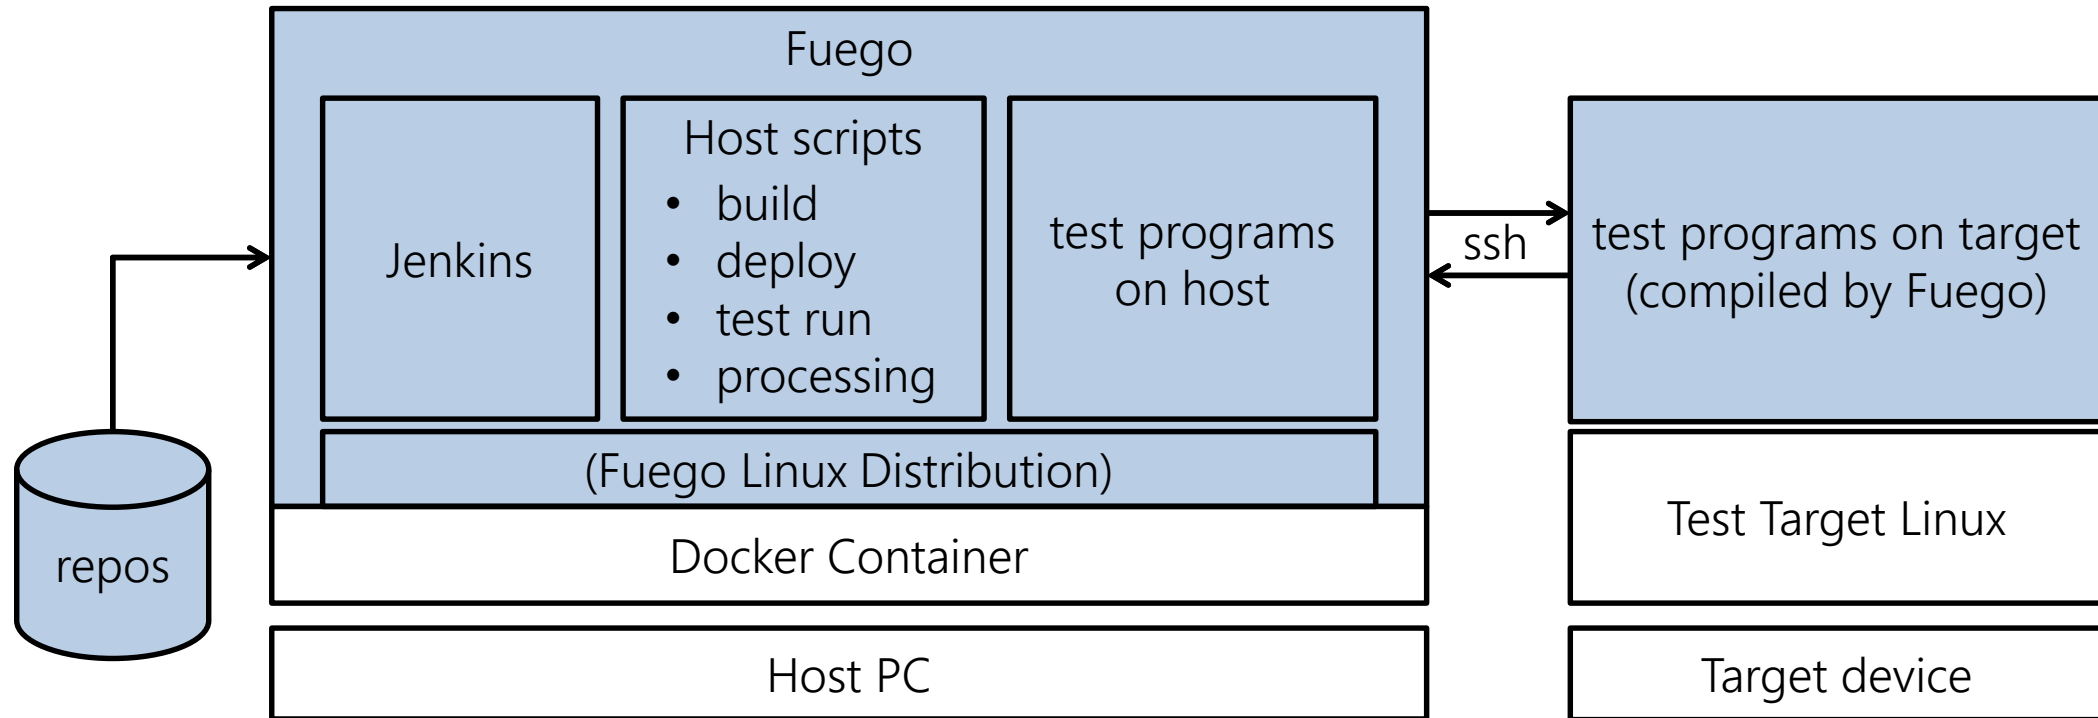 Fuego
Jenkins
Host scripts
• build
• deploy
• test run
• processing
test programs
on host
(Fuego Linux Distribution)
Docker Container
Host PC
repos
ssh
test programs on target
(compiled by Fuego)
Test Target Linux
Target device